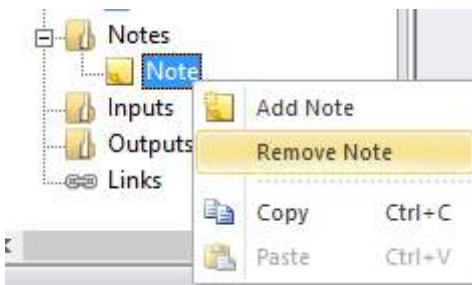 Notes
Note
Inputs
Outputs
Links
Add Note
Remove Note
Copy Ctrl+C
Paste Ctrl+V